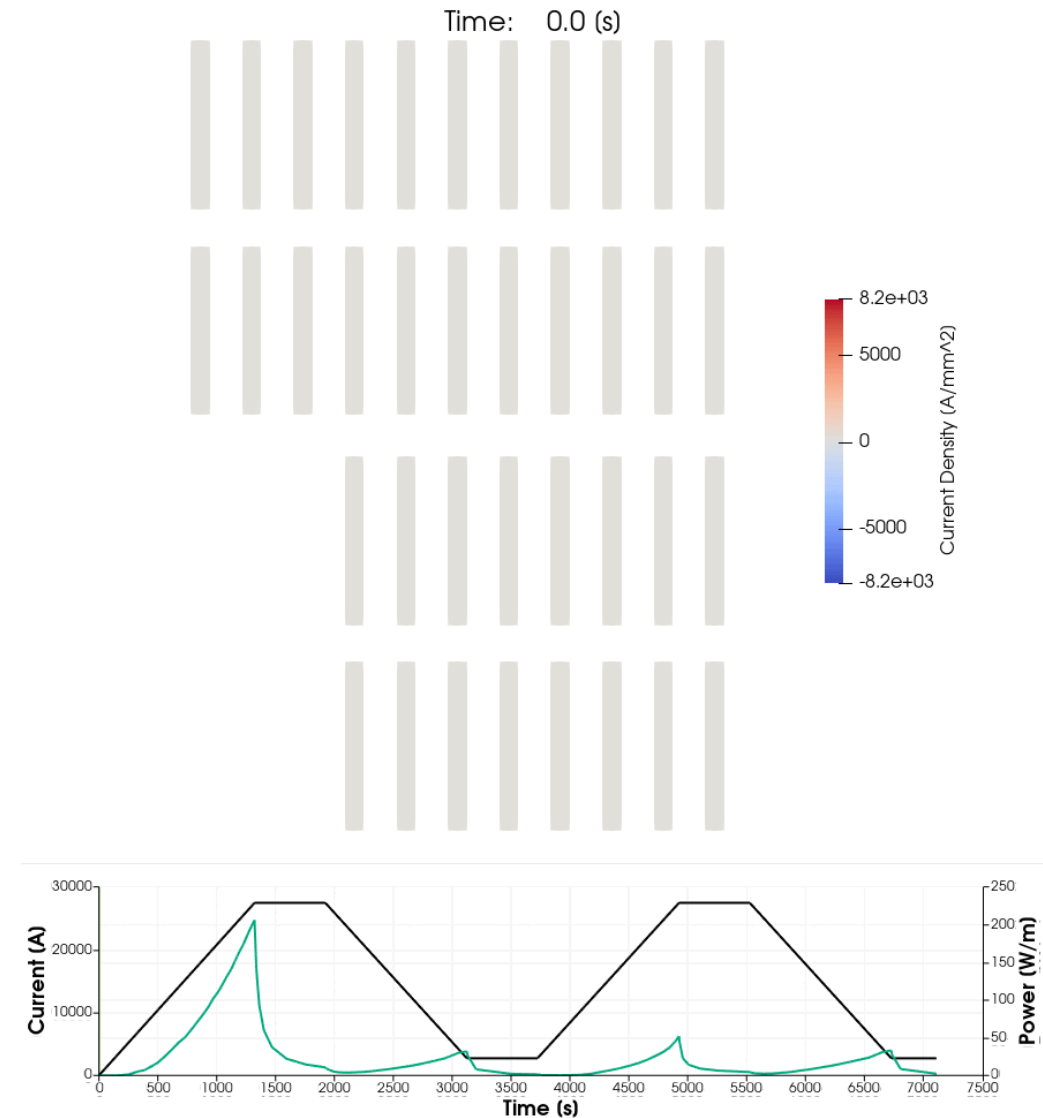 Time: 0.0 (s)
8.2e+03
5000
0
-5000
-8.2e+03
Current Density (A/mm^2)
30000
20000
10000
0
Current (A)
250
200
150
100
50
0
Power (W/m)
0 500 1000 1500 2000 2500 3000 3500 4000 4500 5000 5500 6000 6500 7000 7500
Time (s)